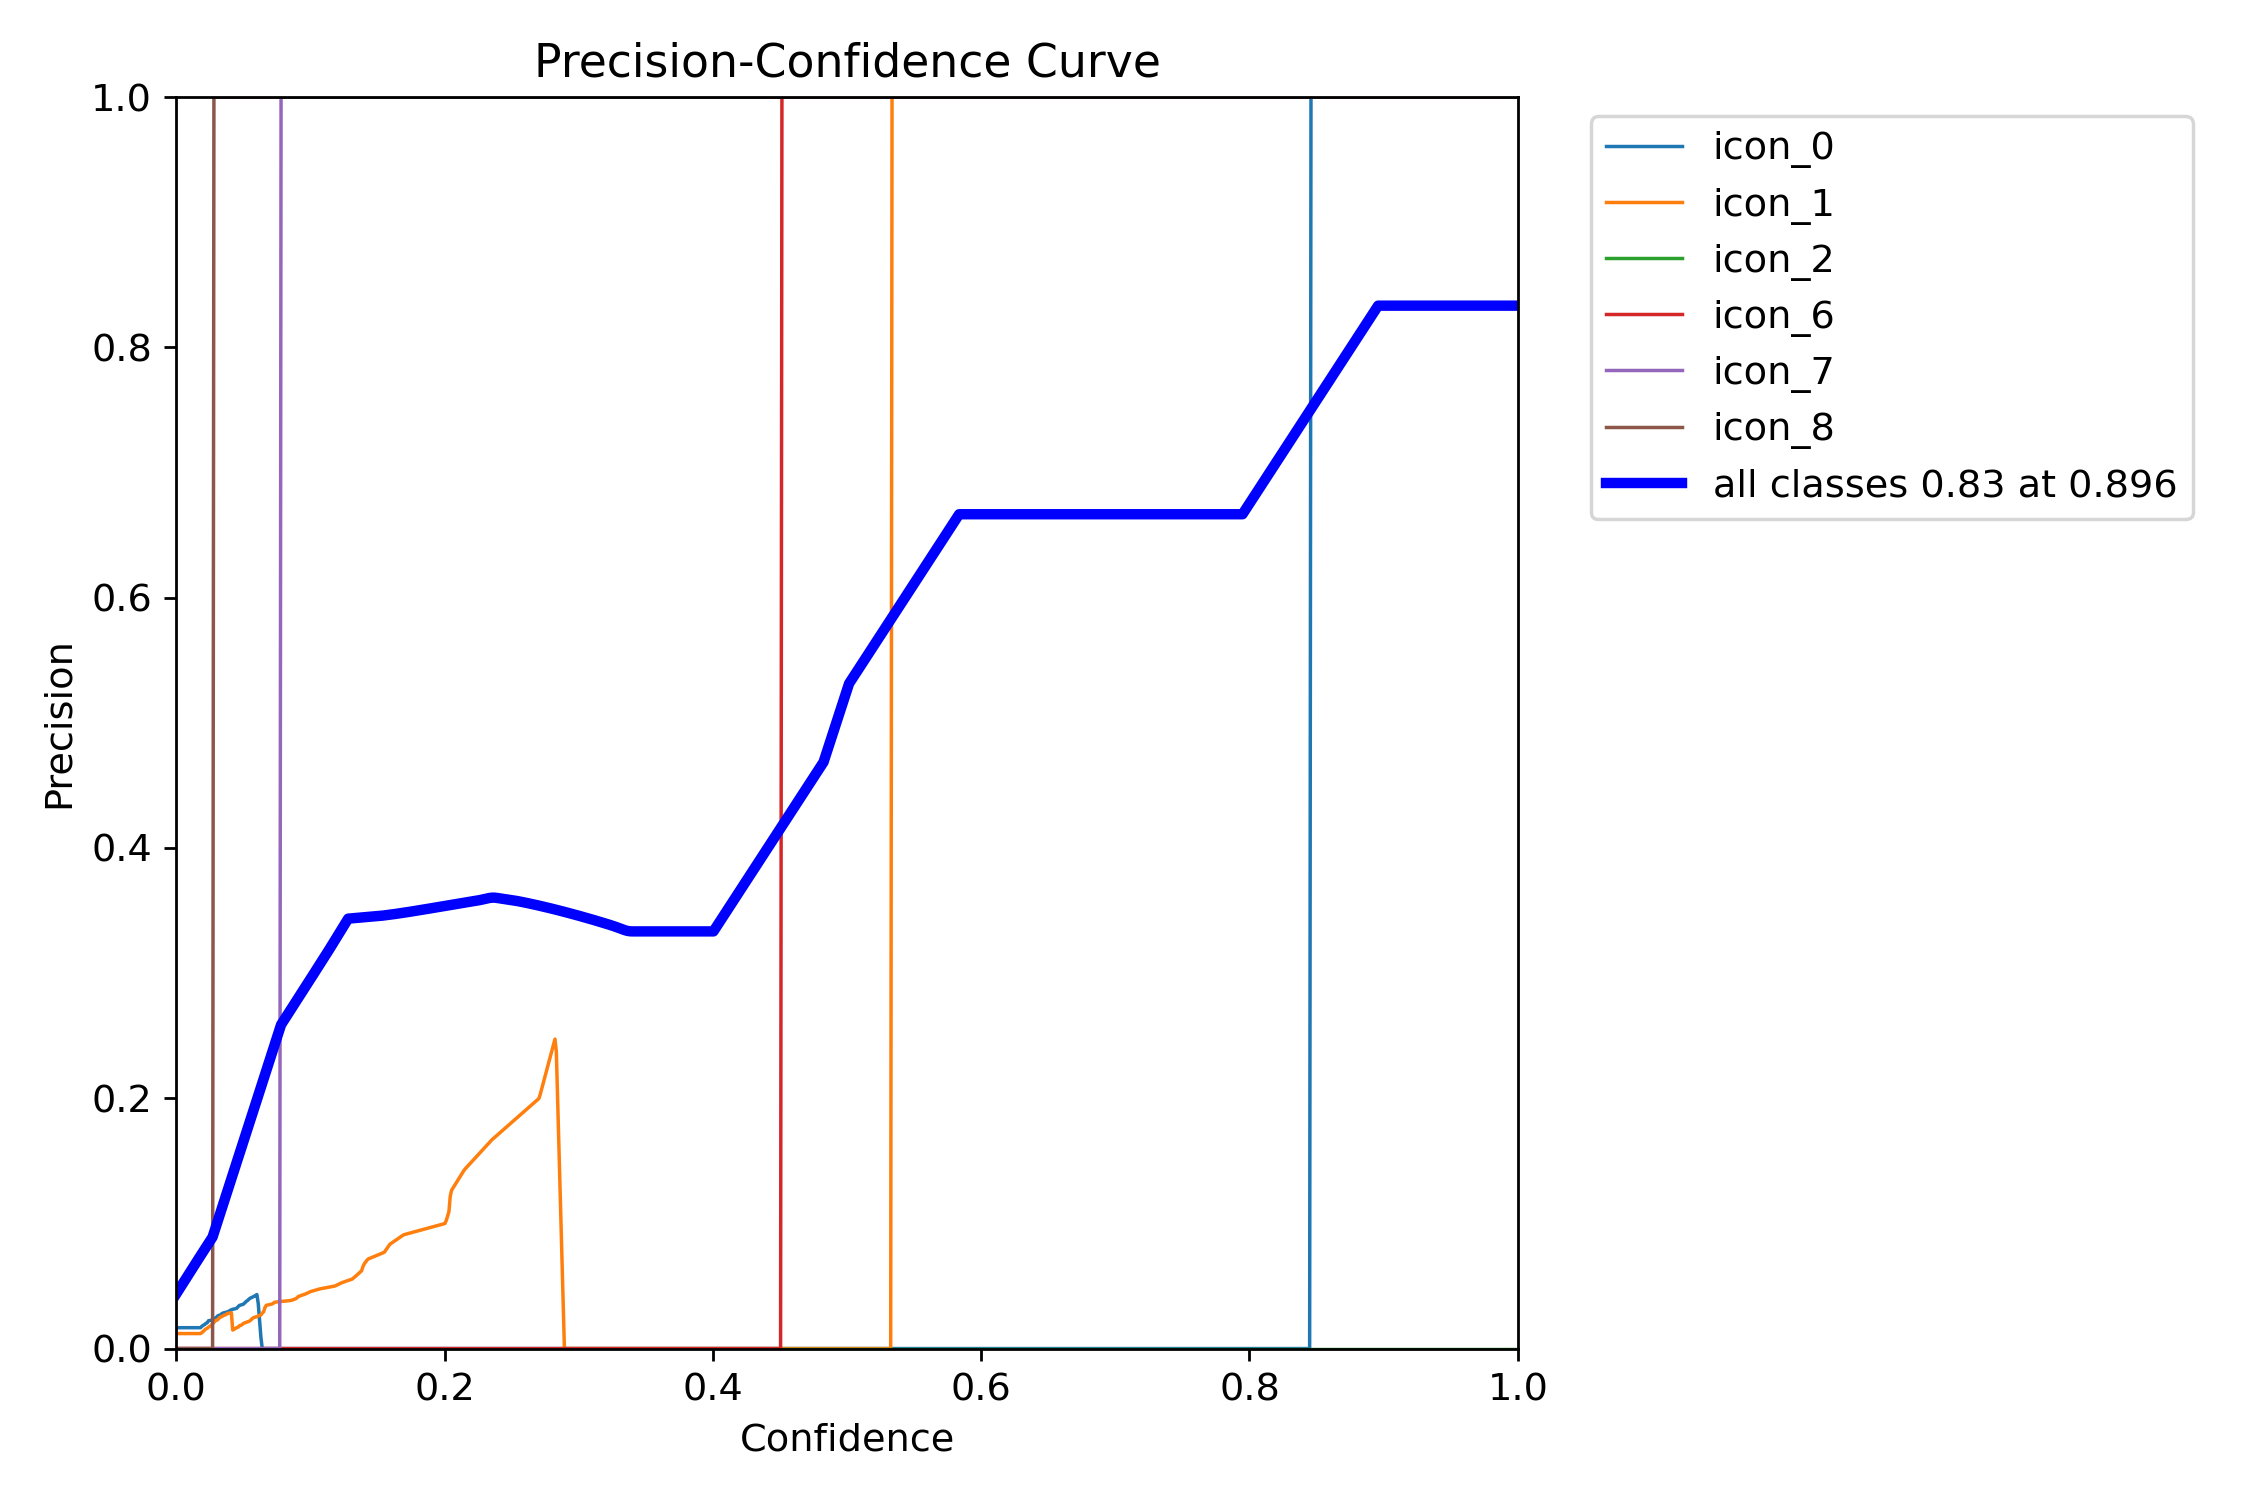 Precision-Confidence Curve
1.0
0.8
0.6
0.4
0.2
0.0
Precision
0.0 0.2 0.4 0.6 0.8 1.0
Confidence
icon_0
icon_1
icon_2
icon_6
icon_7
icon_8
all classes 0.83 at 0.896